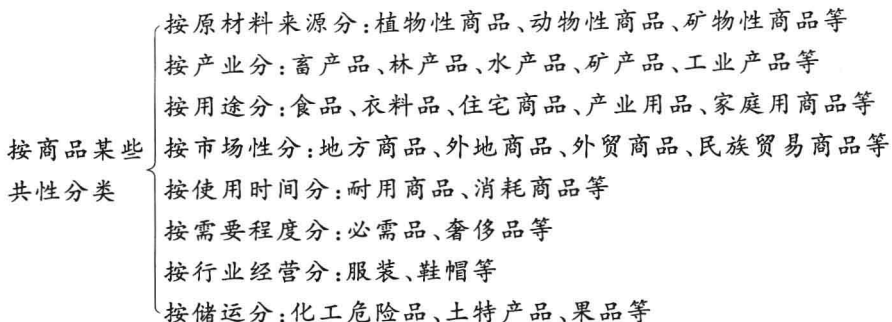 按商品某些
共性分类
按原材料来源分:植物性商品、动物性商品、矿物性商品等
按产业分:畜产品、林产品、水产品、矿产品、工业产品等
按用途分:食品、衣料品、住宅商品、产业用品、家庭用商品等
按市场性分:地方商品、外地商品、外贸商品、民族贸易商品等
按使用时间分:耐用商品、消耗商品等
按需要程度分:必需品、奢侈品等
按行业经营分:服装、鞋帽等
按储运分:化工危险品、土特产品、果品等